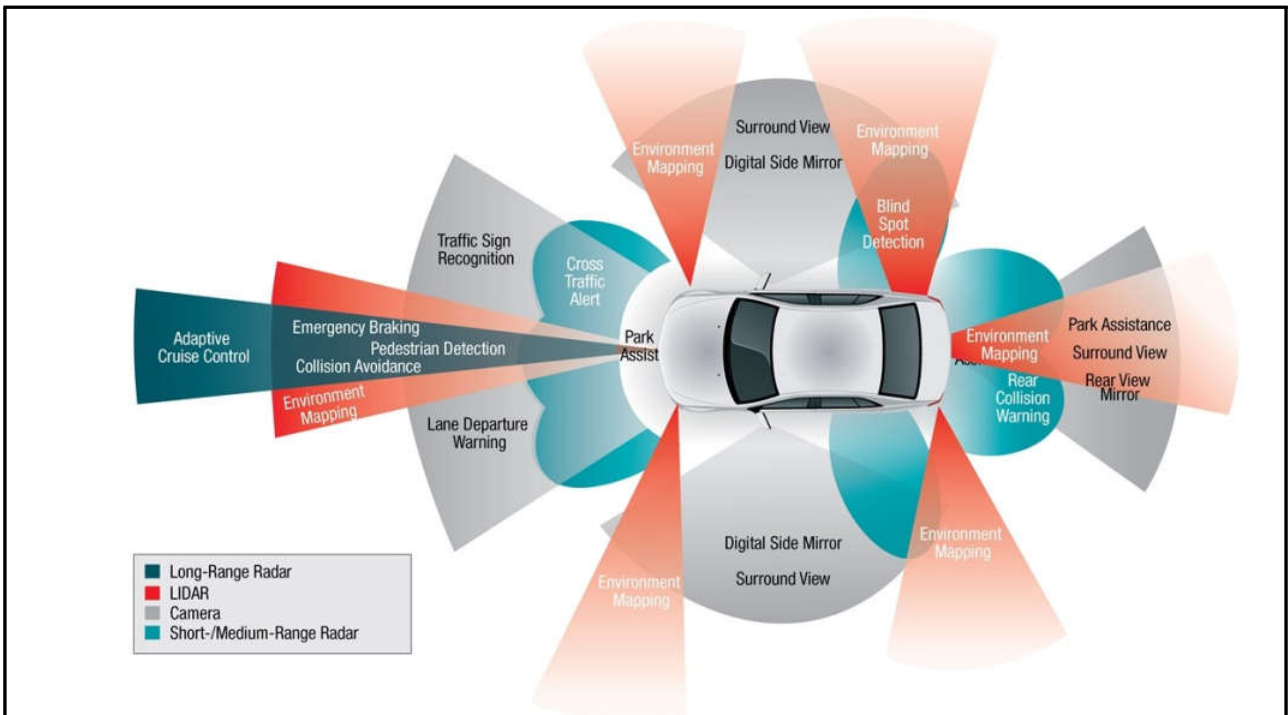 Surround View
Digital Side Mirror
Environment
Mapping
Environment
Mapping
Blind
Spot
Detection
Traffic Sign
Recognition
Cross
Traffic
Alert
Adaptive
Cruise Control
Emergency Braking
Pedestrian Detection
Collision Avoidance
Environment
Mapping
Park
Assist
Lane Departure
Warning
Environment
Mapping
Rear
Collision
Warning
Park Assistance
Surround View
Rear View
Mirror
Digital Side Mirror
Surround View
Environment
Mapping
Environment
Mapping
Long-Range Radar
LIDAR
Camera
Short-/Medium-Range Radar